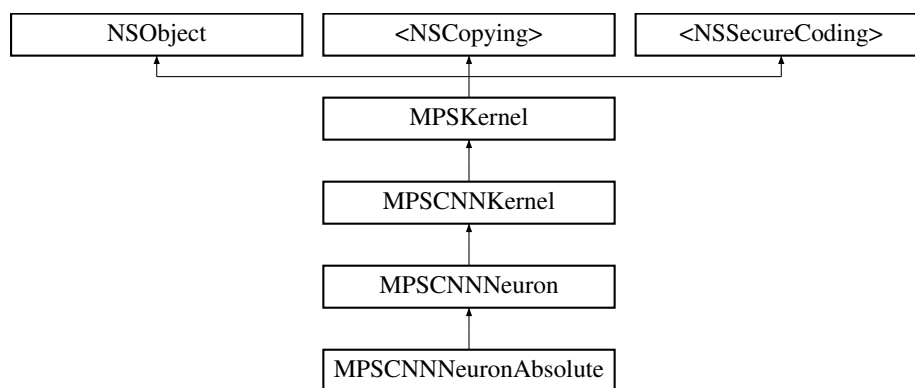 NSObject <NSCopying> <NSSecureCoding>
MPSKernel
MPSCNNKernel
MPSCNNNeuron
MPSCNNNeuronAbsolute